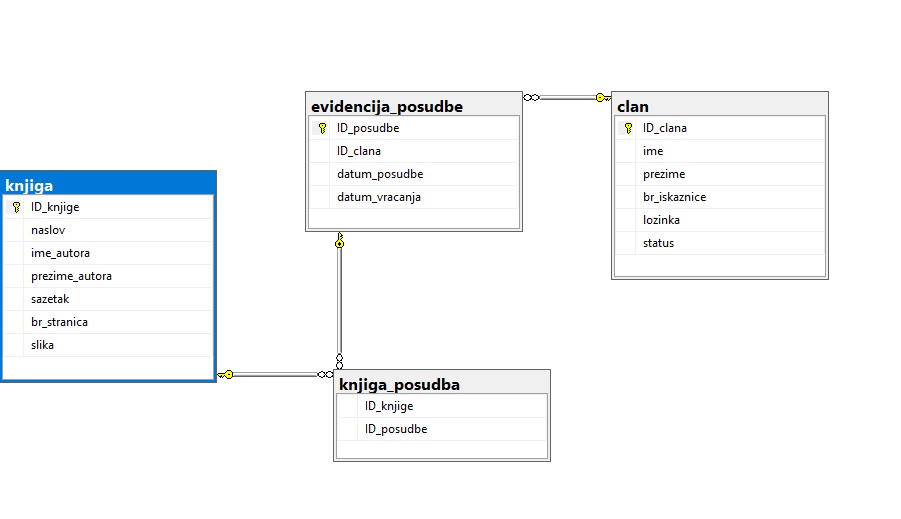 evidencija_posudbe
ID_posudbe
ID_clana
datum_posudbe
datum_vracanja
clan
ID_clana
ime
prezime
br_iskaznice
lozinka
status
knjiga
ID_knjige
naslov
ime_autora
prezime_autora
sazetak
br_stranica
slika
knjiga_posudba
ID_knjige
ID_posudbe